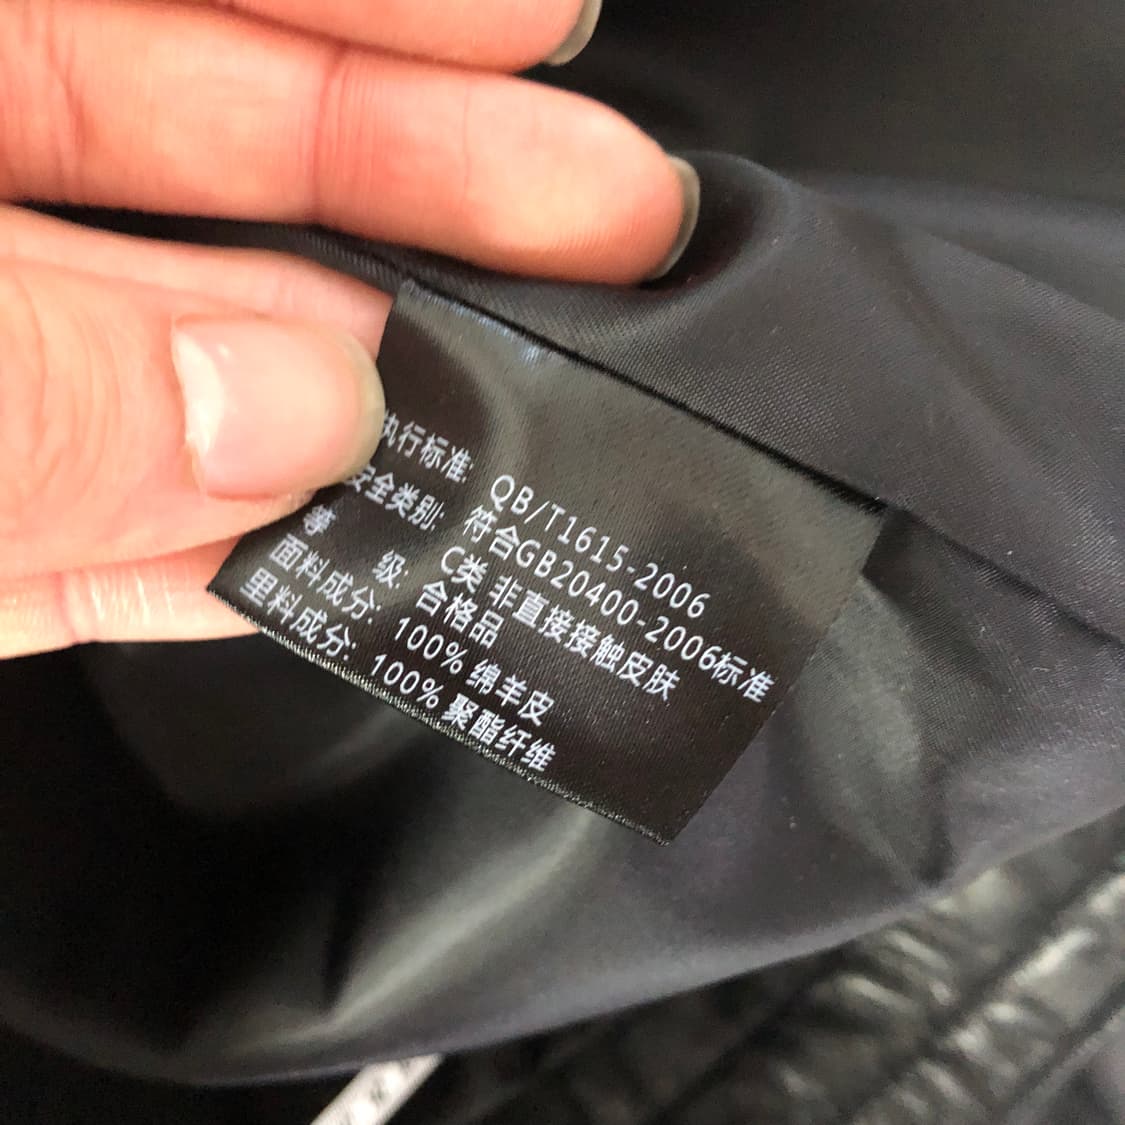 执行标准: QB/T1615-2006
安全类别: 符合GB20400-2006标准
C类 非直接接触皮肤
等 级: 合格品
面料成分: 100% 绵羊皮
里料成分: 100% 聚酯纤维